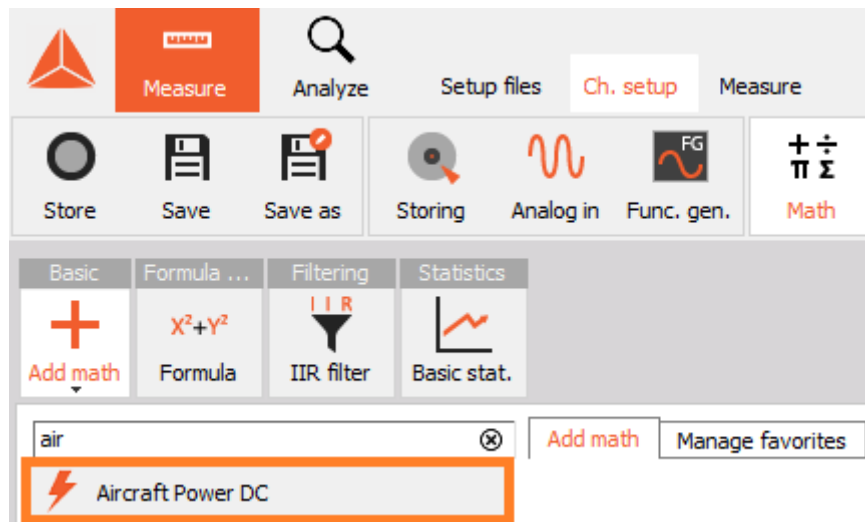 Measure
Analyze
Setup files
Ch. setup
Measure
Store
Save
Save as
Storing
Analog in
FG
Func. gen.
+ ÷
π Σ
Math
Basic
Formula ...
Filtering
Statistics
Add math
X²+Y²
Formula
I I R
IIR filter
Basic stat.
air
Add math
Manage favorites
Aircraft Power DC